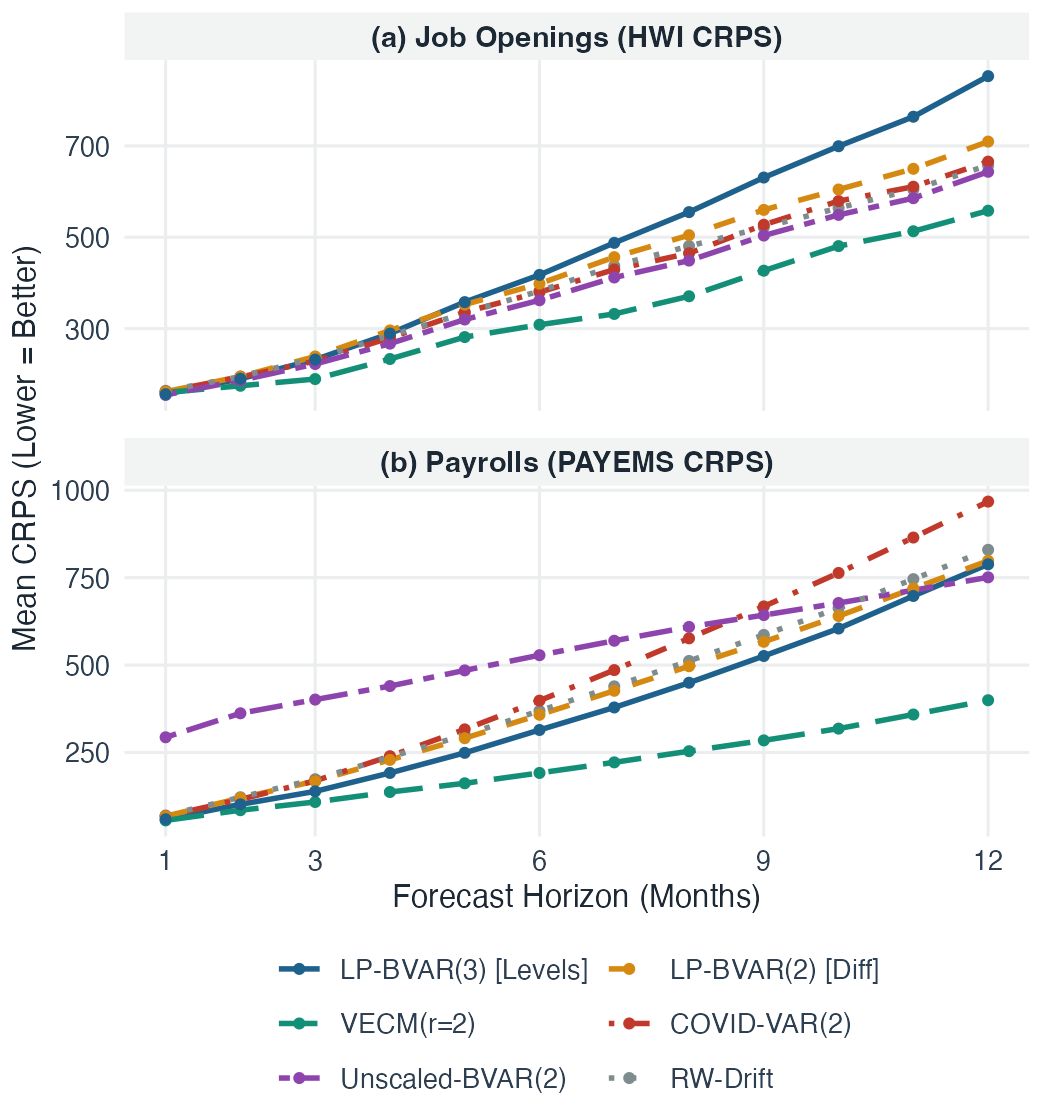 (a) Job Openings (HWI CRPS)
700
500
300
Mean CRPS (Lower = Better)
(b) Payrolls (PAYEMS CRPS)
1000
750
500
250
1 3 6 9 12
Forecast Horizon (Months)
LP-BVAR(3) [Levels] LP-BVAR(2) [Diff]
VECM(r=2) COVID-VAR(2)
Unscaled-BVAR(2) RW-Drift